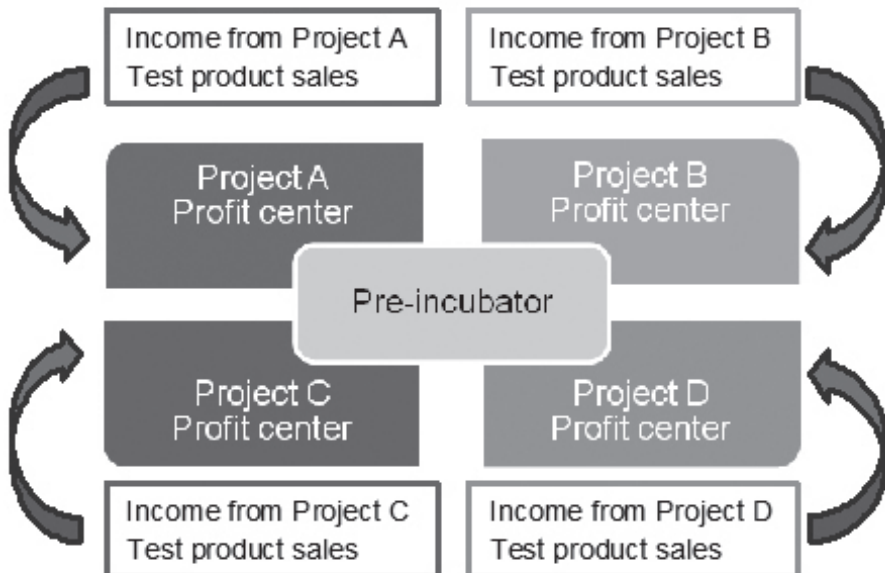 Income from Project A
Test product sales
Income from Project B
Test product sales
Project A
Profit center
Project B
Profit center
Pre-incubator
Project C
Profit center
Project D
Profit center
Income from Project C
Test product sales
Income from Project D
Test product sales